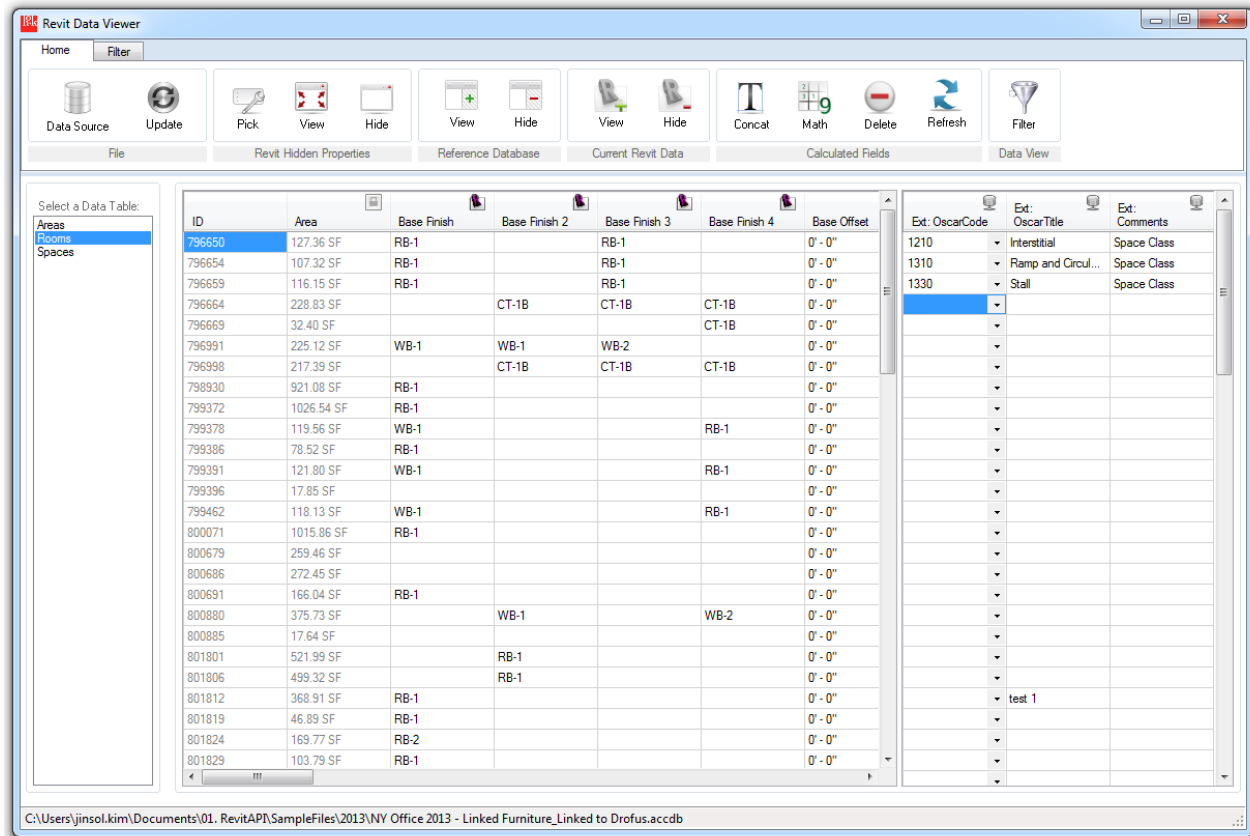 Revit Data Viewer
Home Filter
Data Source Update Pick View Hide View Hide View Hide Concat Math Delete Refresh Filter
File Revit Hidden Properties Reference Database Current Revit Data Calculated Fields Data View
Select a Data Table:
Areas
Rooms
Spaces
ID Area Base Finish Base Finish 2 Base Finish 3 Base Finish 4 Base Offset Ext: OscarCode Ext: OscarTitle Ext: Comments
796650 127.36 SF RB-1 RB-1 0' - 0" 1210 Interstitial Space Class
796654 107.32 SF RB-1 RB-1 0' - 0" 1310 Ramp and Circul... Space Class
796659 116.15 SF RB-1 RB-1 0' - 0" 1330 Stall Space Class
796664 228.83 SF CT-1B CT-1B CT-1B 0' - 0"
796669 32.40 SF CT-1B 0' - 0"
796991 225.12 SF WB-1 WB-1 WB-2 0' - 0"
796998 217.39 SF CT-1B CT-1B CT-1B 0' - 0"
798930 921.08 SF RB-1 0' - 0"
799372 1026.54 SF RB-1 0' - 0"
799378 119.56 SF WB-1 RB-1 0' - 0"
799386 78.52 SF RB-1 0' - 0"
799391 121.80 SF WB-1 RB-1 0' - 0"
799396 17.85 SF 0' - 0"
799462 118.13 SF WB-1 RB-1 0' - 0"
800071 1015.86 SF RB-1 0' - 0"
800679 259.46 SF 0' - 0"
800686 272.45 SF 0' - 0"
800691 166.04 SF RB-1 0' - 0"
800880 375.73 SF WB-1 WB-2 0' - 0"
800885 17.64 SF 0' - 0"
801801 521.99 SF RB-1 0' - 0"
801806 499.32 SF RB-1 0' - 0"
801812 368.91 SF RB-1 0' - 0" test 1
801819 46.89 SF RB-1 0' - 0"
801824 169.77 SF RB-2 0' - 0"
801829 103.79 SF RB-1 0' - 0"
C:\Users\jinsol.kim\Documents\01. RevitAPI\SampleFiles\2013\NY Office 2013 - Linked Furniture_Linked to Drofus.accdb